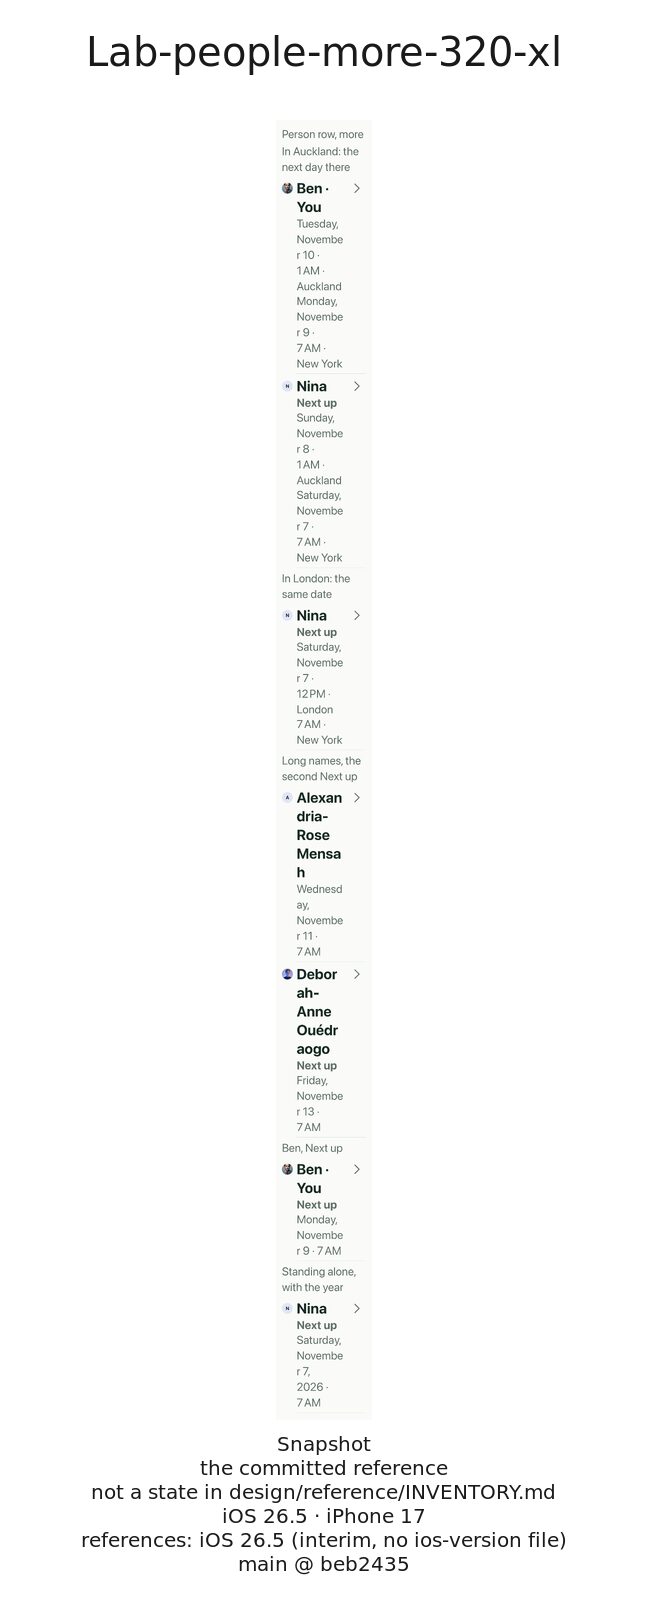 Lab-people-more-320-xl
Person row, more
In Auckland: the
next day there
Ben ·
You
Tuesday,
Novembe
r 10 ·
1 AM ·
Auckland
Monday,
Novembe
r 9 ·
7 AM ·
New York
N
Nina
Next up
Sunday,
Novembe
r 8 ·
1 AM ·
Auckland
Saturday,
Novembe
r 7 ·
7 AM ·
New York
In London: the
same date
N
Nina
Next up
Saturday,
Novembe
r 7 ·
12 PM ·
London
7 AM ·
New York
Long names, the
second Next up
A
Alexan
dria-
Rose
Mensa
h
Wednesd
ay,
Novembe
r 11 ·
7 AM
Debor
ah-
Anne
Ouédr
aogo
Next up
Friday,
Novembe
r 13 ·
7 AM
Ben, Next up
Ben ·
You
Next up
Monday,
Novembe
r 9 · 7 AM
Standing alone,
with the year
N
Nina
Next up
Saturday,
Novembe
r 7,
2026 ·
7 AM
Snapshot
the committed reference
not a state in design/reference/INVENTORY.md
iOS 26.5 · iPhone 17
references: iOS 26.5 (interim, no ios-version file)
main @ beb2435